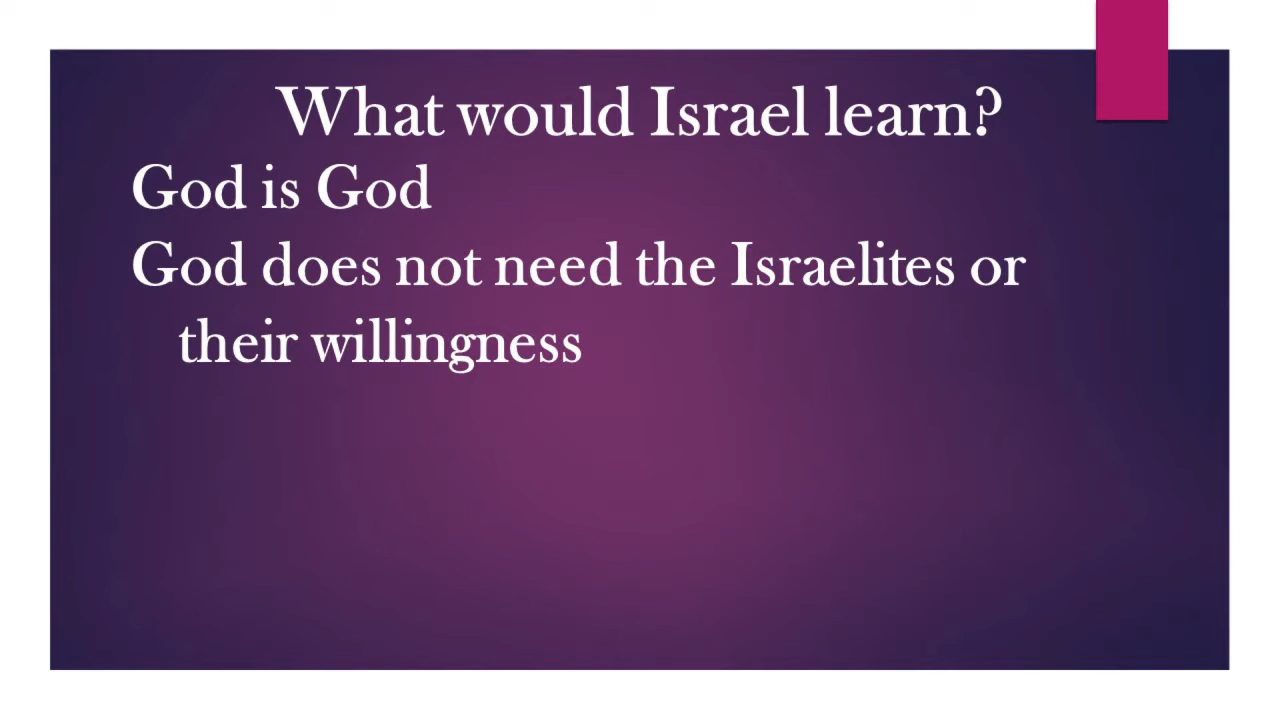 What would Israel learn?
God is God
God does not need the Israelites or
their willingness